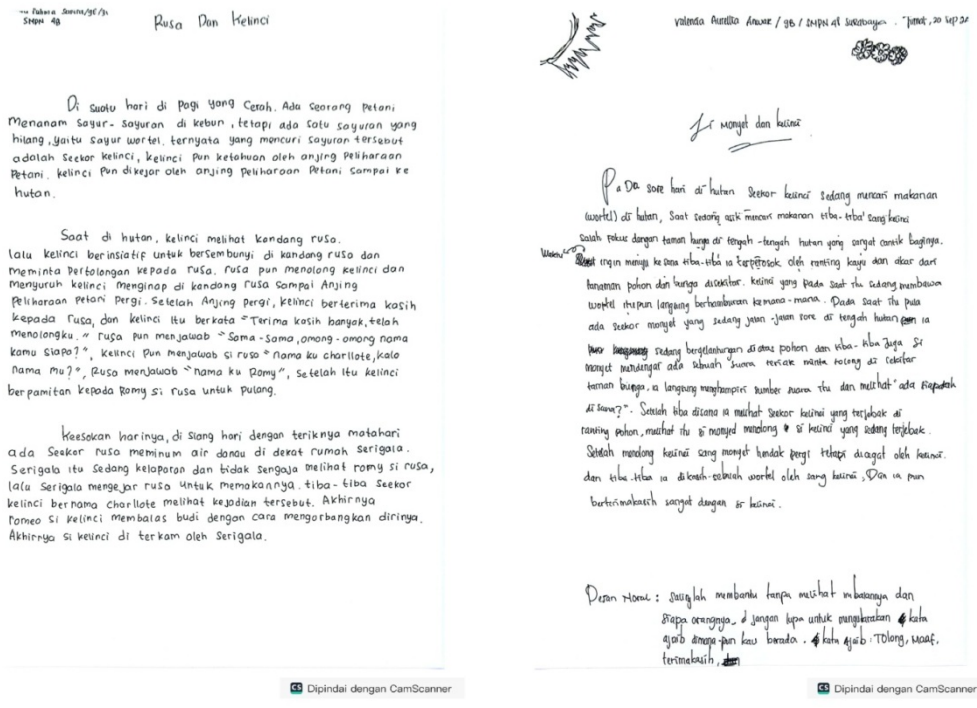 SMPN 48
Rusa Dan Kelinci
Di suatu hari di Pagi yang Cerah. Ada seorang Petani
Menanam Sayur-sayuran di kebun, tetapi ada satu sayuran yang
hilang, yaitu sayur wortel. ternyata yang mencuri sayuran tersebut
adalah Seekor kelinci, kelinci Pun ketahuan oleh anjing Peliharaan
Petani. kelinci Pun dikejar oleh anjing Peliharaan Petani Sampai ke
hutan.
Saat di hutan, kelinci melihat kandang rusa.
lalu kelinci berinsiatif untuk bersembunyi di kandang rusa dan
meminta Pertolongan kepada rusa. rusa pun menolong kelinci dan
menyuruh kelinci menginap di kandang rusa Sampai Anjing
Peliharaan Petani Pergi. Setelah Anjing pergi, kelinci berterima kasih
kepada rusa, dan kelinci itu berkata "Terima kasih banyak, telah
menolongku." rusa Pun menjawab "Sama-Sama, omong-omong nama
kamu siapa?", kelinci Pun menjawab si rusa "nama ku charllote, kalo
nama mu?", Rusa menjawab "nama ku Romy", Setelah Itu kelinci
berpamitan kepada Romy si rusa untuk Pulang.
Keesokan harinya, di Siang hari dengan teriknya matahari
ada Seekor rusa meminum air danau di dekat rumah serigala.
Serigala itu Sedang kelaparan dan tidak Sengaja melihat romy si rusa,
lalu Serigala mengejar rusa untuk memakannya. tiba-tiba Seekor
kelinci bernama charllote melihat kejadian tersebut. Akhirnya
romeo si kelinci membalas budi dengan cara mengorbangkan dirinya.
Akhirnya si kelinci di terkam oleh Serigala.
CS Dipindai dengan CamScanner
Valenda Aurellia Anwar / 9B / SMPN 48 Surabaya. Jumat, 20 Sep
Si Monyet dan kelinci
Pada sore hari di hutan Seekor kelinci sedang mencari makanan
(wortel) di hutan, Saat sedang asik mencari makanan tiba-tiba sang kelinci
Salah fokus dengan taman bunga di tengah-tengah hutan yang sangat cantik baginya.
Waktu ingin menuju ke sana tiba-tiba ia terperosok oleh ranting kayu dan akar dari
tanaman pohon dan bunga disekitar. kelinci yang Pada saat itu sedang membawa
wortel itupun langsung berhamburan kemana-mana. Pada saat itu pula
ada seekor monyet yang sedang jalan-jalan sore di tengah hutan ia
sedang bergelantungan di atas pohon dan tiba-tiba Juga si
monyet mendengar ada sebuah suara teriak minta tolong di sekitar
taman bunga, ia langsung menghampiri sumber suara itu dan melihat "ada siapakah
di sana?". Setelah tiba disana ia melihat Seekor kelinci yang terjebak di
ranting pohon, melihat itu si monyed menolong si kelinci yang sedang terjebak.
Setelah menolong kelinci sang monyet hendak pergi tetapi dicegat oleh kelinci.
dan tiba-tiba ia dikasih sebuah wortel oleh sang kelinci, Dan ia pun
berterimakasih sangat dengan si kelinci.
Pesan Moral : saling lah membantu tanpa melihat imbalannya dan
siapa orangnya, jangan lupa untuk mengucapkan 4 kata
ajaib dimana-pun kau berada. 4 kata ajaib : Tolong, Maaf,
terimakasih,
CS Dipindai dengan CamScanner